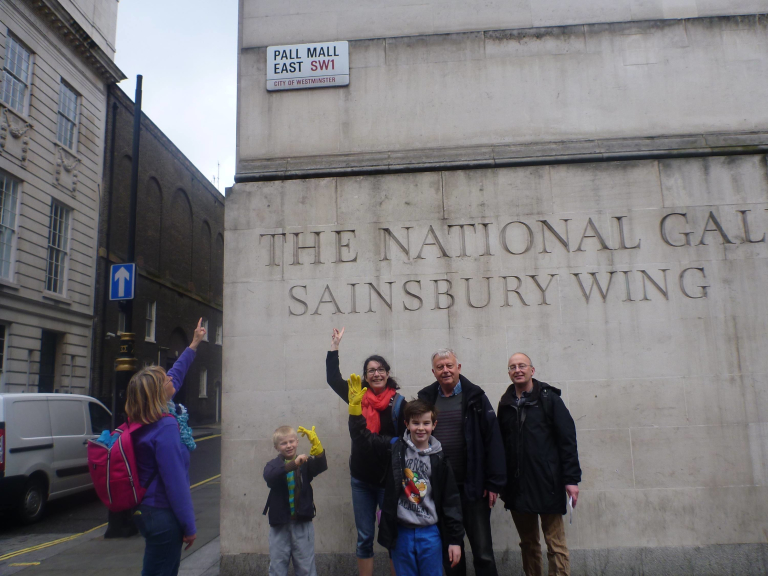 PALL MALL
EAST SW1
CITY OF WESTMINSTER
THE NATIONAL GAL
SAINSBURY WING